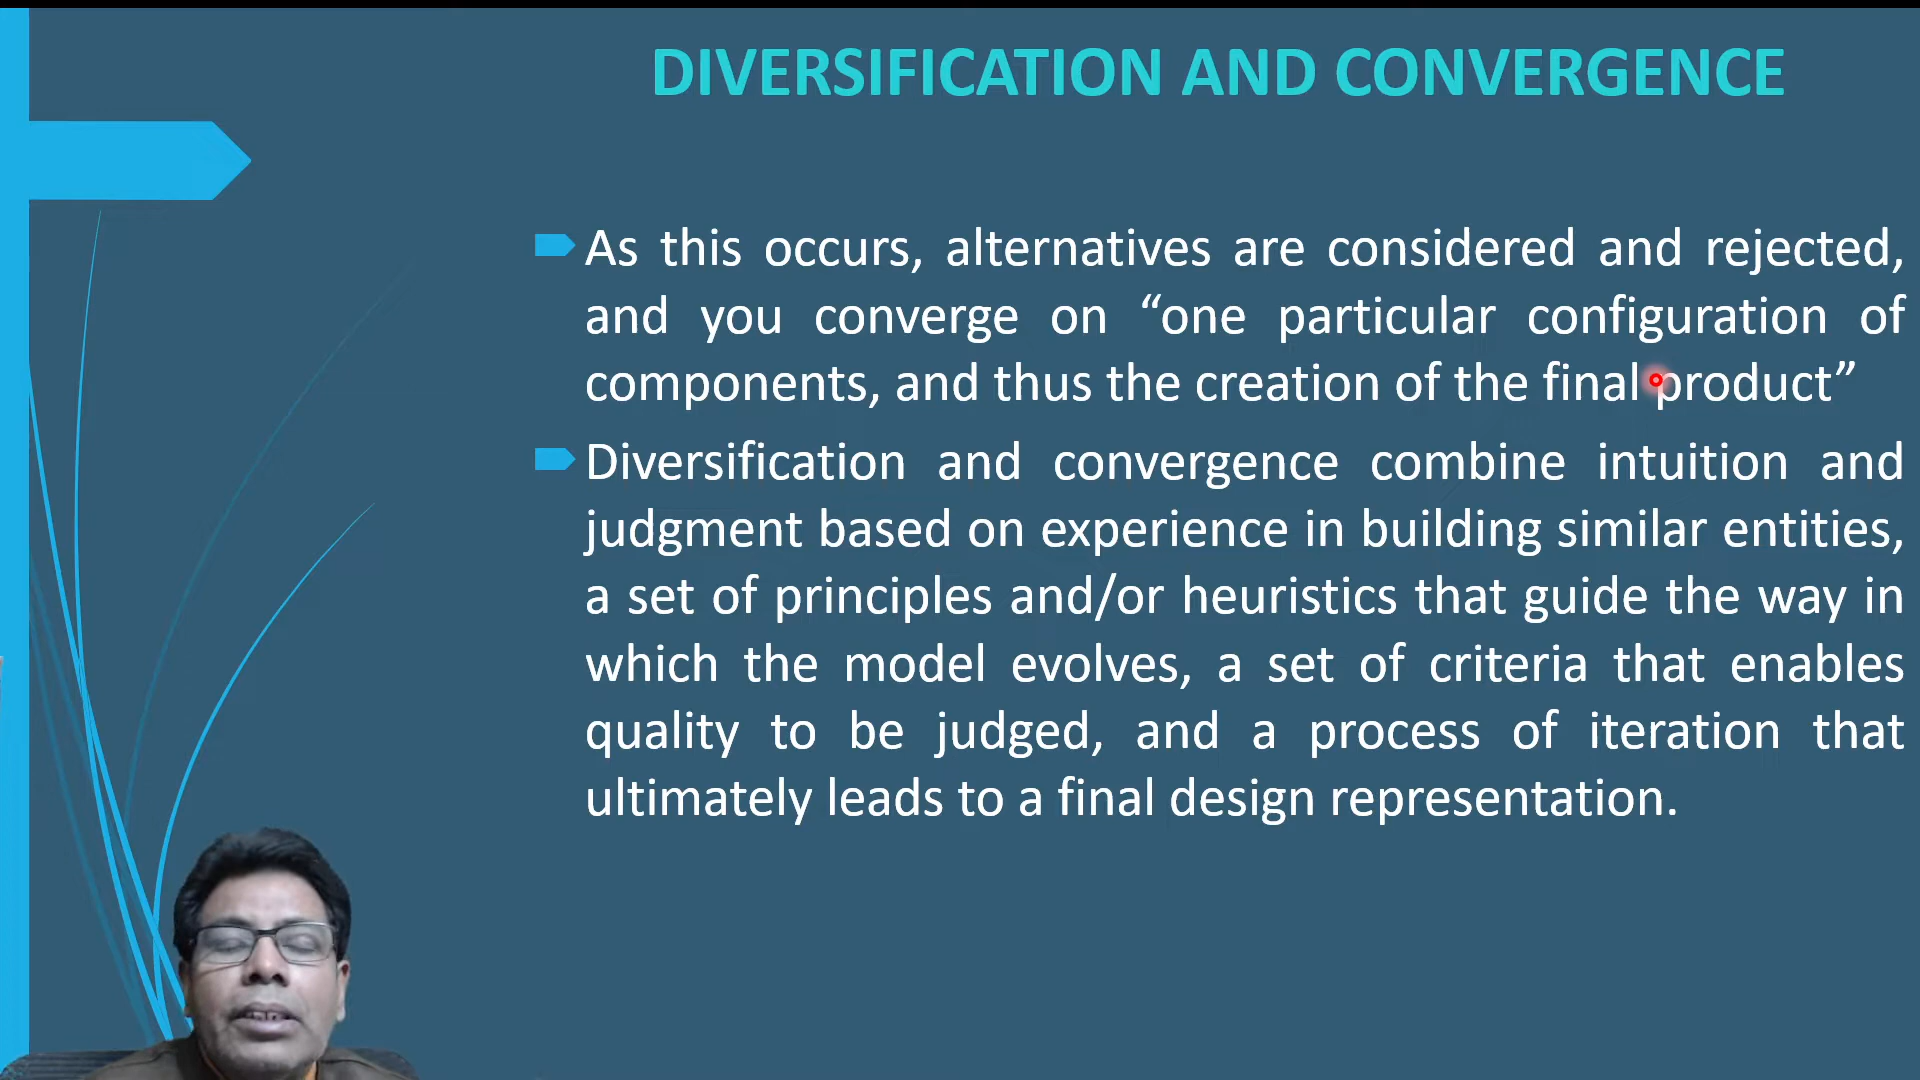 DIVERSIFICATION AND CONVERGENCE
As this occurs, alternatives are considered and rejected,
and you converge on “one particular configuration of
components, and thus the creation of the final product”
Diversification and convergence combine intuition and
judgment based on experience in building similar entities,
a set of principles and/or heuristics that guide the way in
which the model evolves, a set of criteria that enables
quality to be judged, and a process of iteration that
ultimately leads to a final design representation.